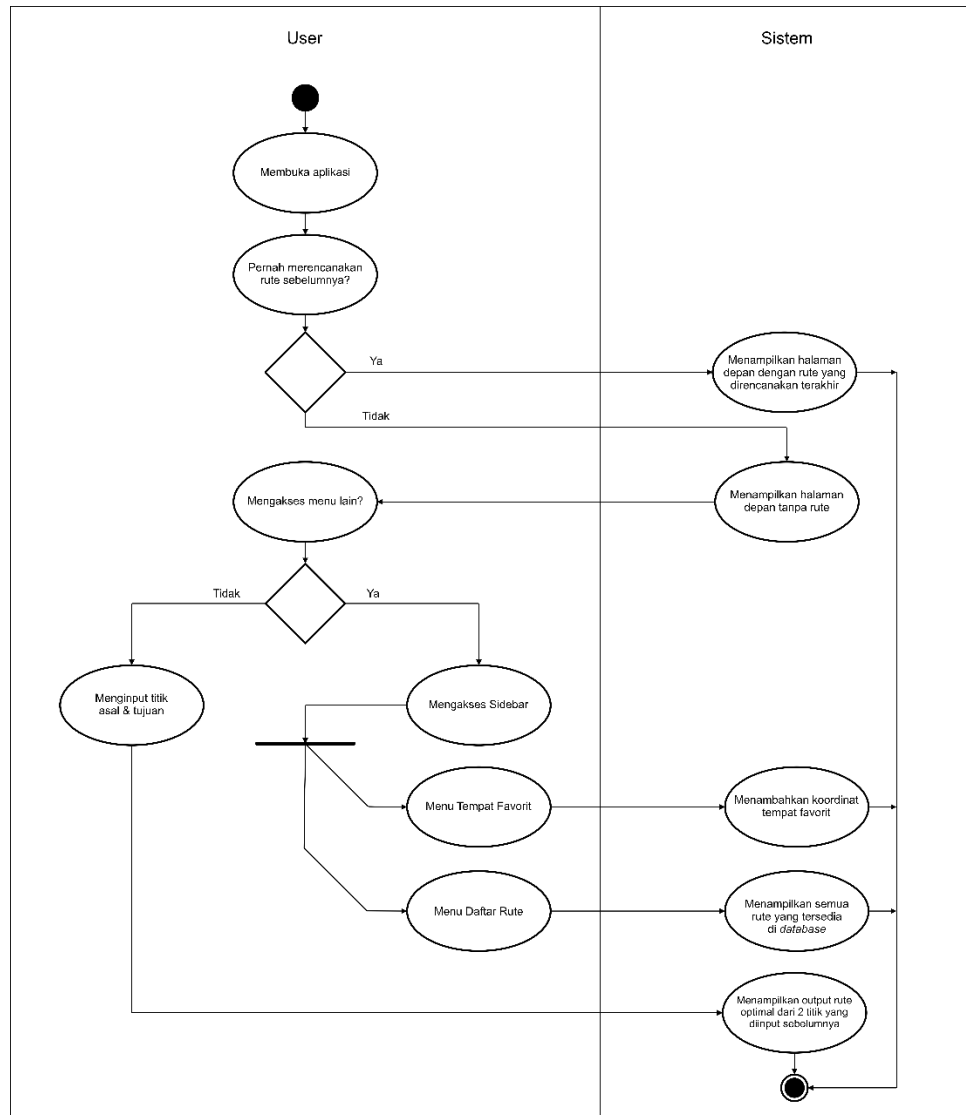 User
Sistem
Membuka aplikasi
Pernah merencanakan
rute sebelumnya?
Ya
Menampilkan halaman
depan dengan rute yang
direncanakan terakhir
Tidak
Mengakses menu lain?
Menampilkan halaman
depan tanpa rute
Tidak
Ya
Menginput titik
asal & tujuan
Mengakses Sidebar
Menu Tempat Favorit
Menambahkan koordinat
tempat favorit
Menu Daftar Rute
Menampilkan semua
rute yang tersedia
di database
Menampilkan output rute
optimal dari 2 titik yang
diinput sebelumnya